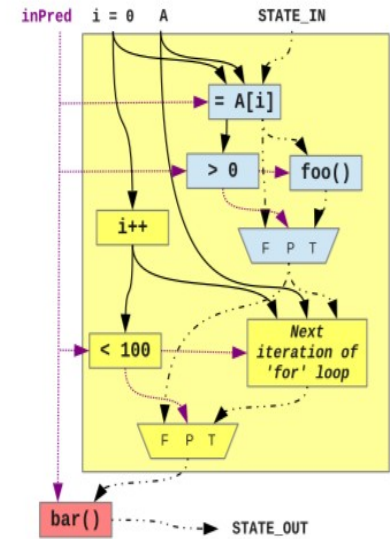 inPred i = 0 A STATE_IN
= A[i]
> 0 foo()
i++
F P T
< 100
Next
iteration of
'for' loop
F P T
bar()
STATE_OUT